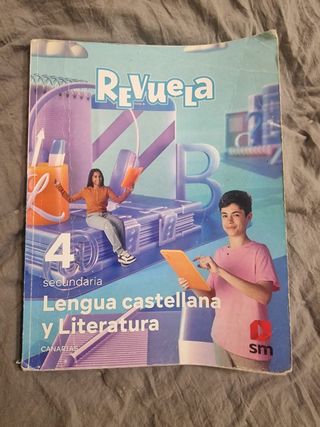 REVUELA
B
4
secundaria
Lengua castellana
y Literatura
CANARIAS
sm